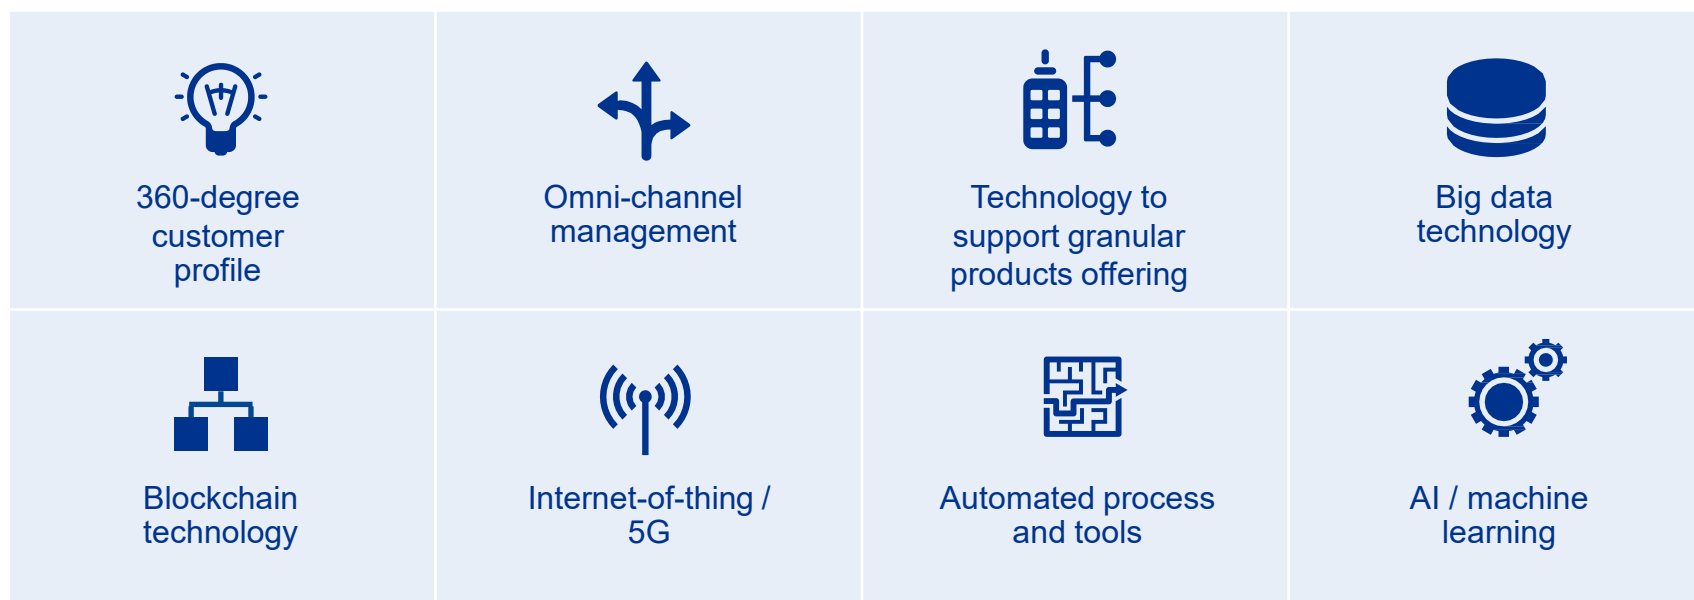 360-degree
customer
profile
Omni-channel
management
Technology to
support granular
products offering
Big data
technology
Blockchain
technology
Internet-of-thing /
5G
Automated process
and tools
AI / machine
learning